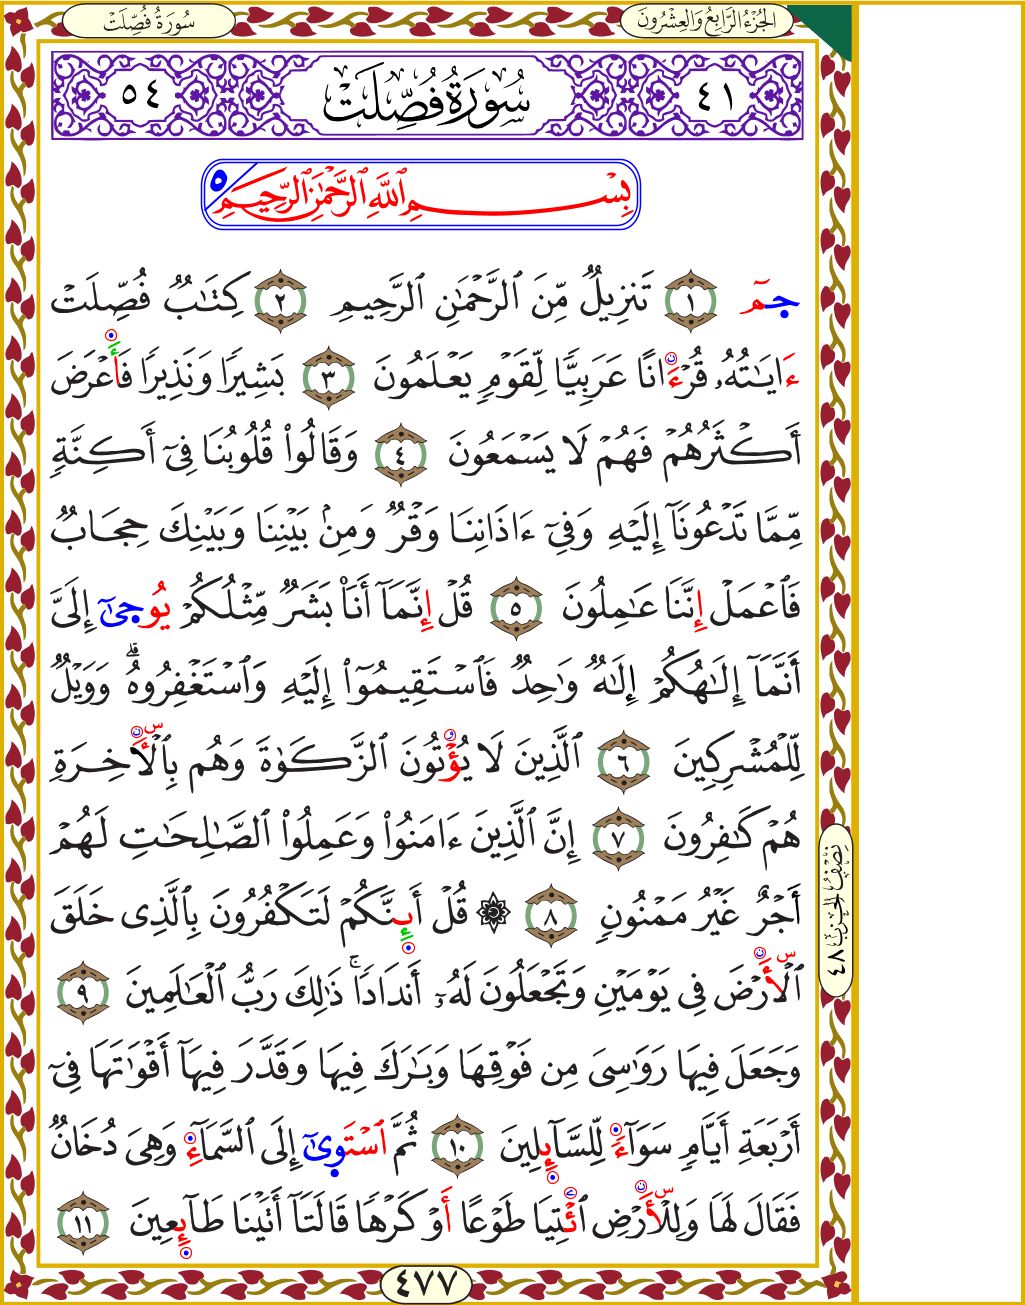 سُورَةُ فُصِّلَتْ
الجُزْءُ الرَّابِعُ وَالعِشْرُونَ
٤١ سُورَةُ فُصِّلَتْ ٥٤
بِسْمِ ٱللَّهِ ٱلرَّحْمَٰنِ ٱلرَّحِيمِ ٥
حمٓ ١ تَنزِيلٌ مِّنَ ٱلرَّحْمَٰنِ ٱلرَّحِيمِ ٢ كِتَٰبٌ فُصِّلَتْ
ءَايَٰتُهُۥ قُرْءَانًا عَرَبِيًّا لِّقَوْمٍ يَعْلَمُونَ ٣ بَشِيرًا وَنَذِيرًا فَأَعْرَضَ
أَكْثَرُهُمْ فَهُمْ لَا يَسْمَعُونَ ٤ وَقَالُوا۟ قُلُوبُنَا فِىٓ أَكِنَّةٍ
مِّمَّا تَدْعُونَآ إِلَيْهِ وَفِىٓ ءَاذَانِنَا وَقْرٌ وَمِنۢ بَيْنِنَا وَبَيْنِكَ حِجَابٌ
فَٱعْمَلْ إِنَّنَا عَٰمِلُونَ ٥ قُلْ إِنَّمَآ أَنَا۠ بَشَرٌ مِّثْلُكُمْ يُوحَىٰٓ إِلَىَّ
أَنَّمَآ إِلَٰهُكُمْ إِلَٰهٌ وَٰحِدٌ فَٱسْتَقِيمُوٓا۟ إِلَيْهِ وَٱسْتَغْفِرُوهُ ۗ وَوَيْلٌ
لِّلْمُشْرِكِينَ ٦ ٱلَّذِينَ لَا يُؤْتُونَ ٱلزَّكَوٰةَ وَهُم بِٱلْأَخِرَةِ
هُمْ كَٰفِرُونَ ٧ إِنَّ ٱلَّذِينَ ءَامَنُوا۟ وَعَمِلُوا۟ ٱلصَّٰلِحَٰتِ لَهُمْ
أَجْرٌ غَيْرُ مَمْنُونٍ ٨ ۞ قُلْ أَئِنَّكُمْ لَتَكْفُرُونَ بِٱلَّذِى خَلَقَ
ٱلْأَرْضَ فِى يَوْمَيْنِ وَتَجْعَلُونَ لَهُۥٓ أَندَادًا ۚ ذَٰلِكَ رَبُّ ٱلْعَٰلَمِينَ ٩
وَجَعَلَ فِيهَا رَوَٰسِىَ مِن فَوْقِهَا وَبَٰرَكَ فِيهَا وَقَدَّرَ فِيهَآ أَقْوَٰتَهَا فِىٓ
أَرْبَعَةِ أَيَّامٍ سَوَآءً لِّلسَّآئِلِينَ ١٠ ثُمَّ ٱسْتَوَىٰٓ إِلَى ٱلسَّمَآءِ وَهِىَ دُخَانٌ
فَقَالَ لَهَا وَلِلْأَرْضِ ٱئْتِيَا طَوْعًا أَوْ كَرْهًا قَالَتَآ أَتَيْنَا طَآئِعِينَ ١١
نِصْفُ الحِزْبِ ٤٨
٤٧٧